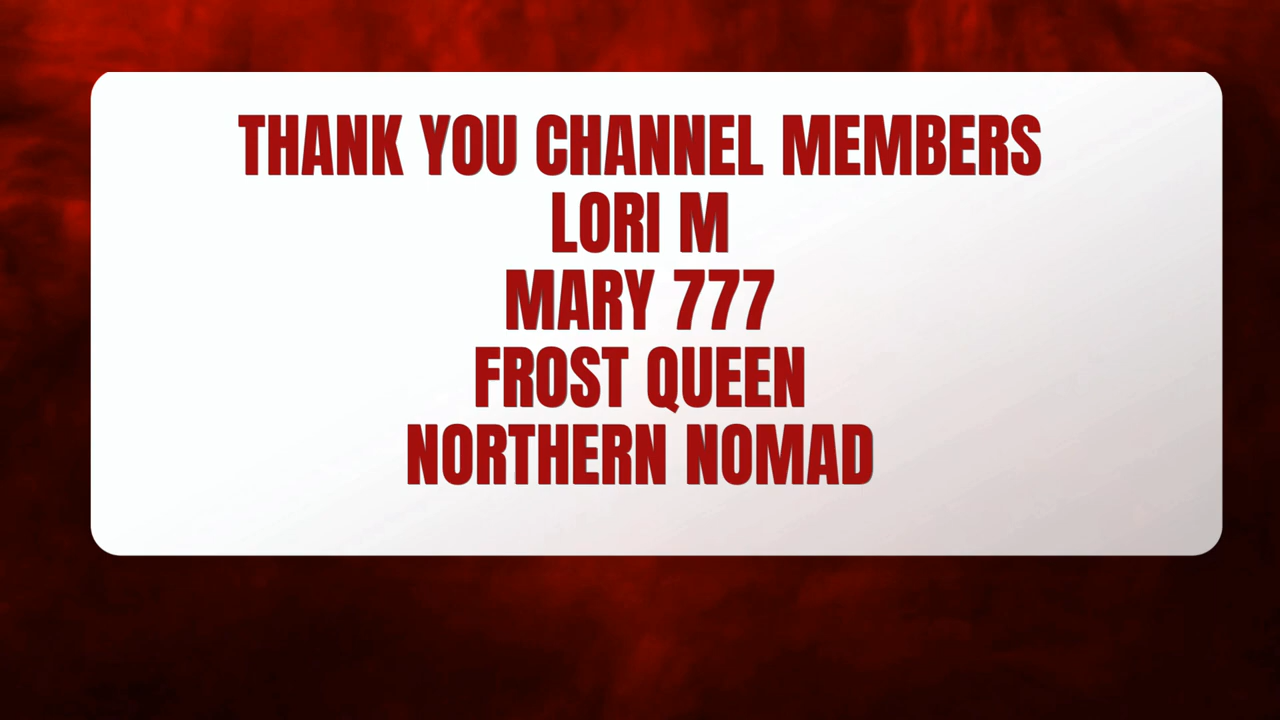 THANK YOU CHANNEL MEMBERS
LORI M
MARY 777
FROST QUEEN
NORTHERN NOMAD